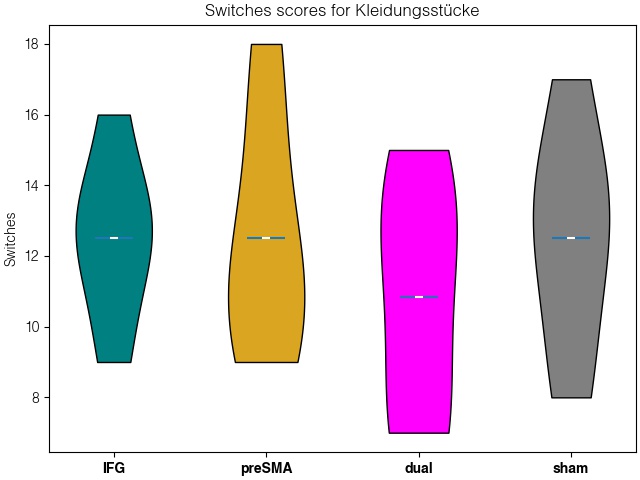 Switches scores for Kleidungsstücke
18
16
14
12
10
8
Switches
IFG preSMA dual sham